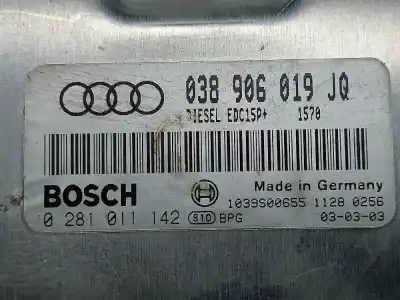 038 906 019 JQ
DIESEL EDC15P+ 1570
BOSCH
Made in Germany
1039S00655 1128 0256
0 281 011 142 S10 BPG 03-03-03